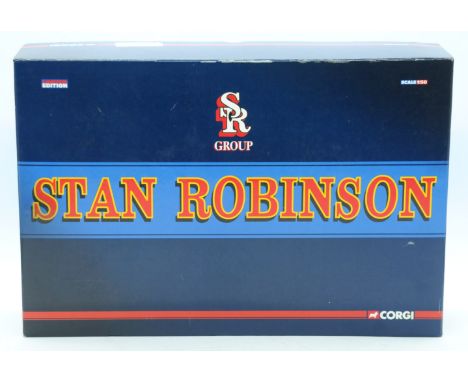 EDITION
SCALE 1:50
SR
GROUP
STAN ROBINSON
CORGI